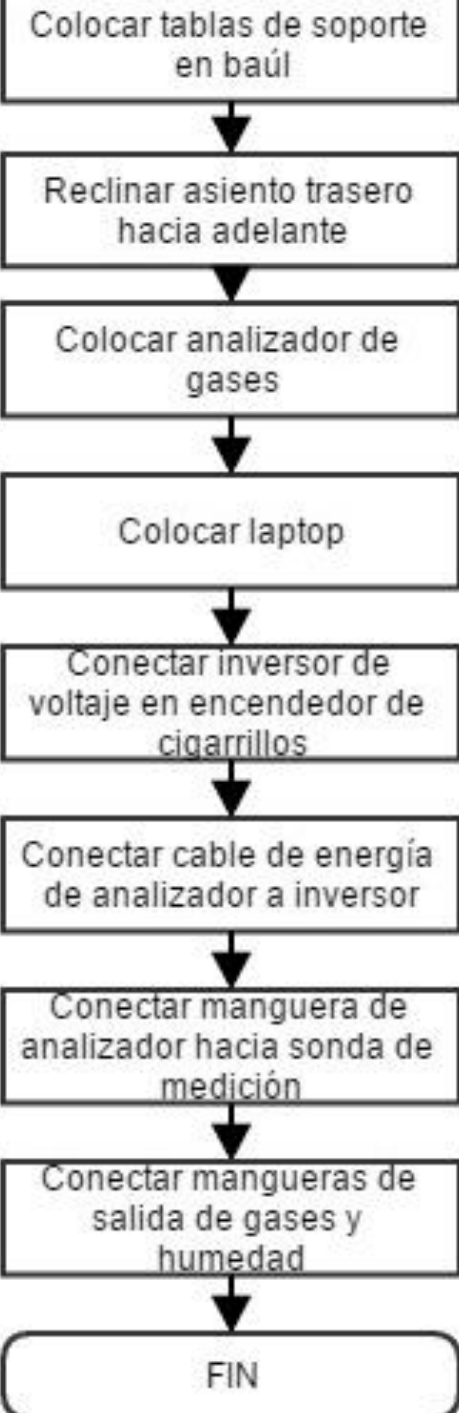 Colocar tablas de soporte
en baúl
Reclinar asiento trasero
hacia adelante
Colocar analizador de
gases
Colocar laptop
Conectar inversor de
voltaje en encendedor de
cigarrillos
Conectar cable de energía
de analizador a inversor
Conectar manguera de
analizador hacia sonda de
medición
Conectar mangueras de
salida de gases y
humedad
FIN